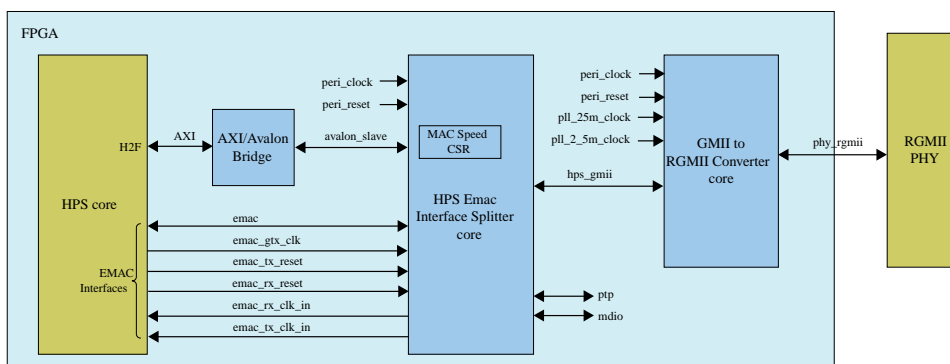 FPGA
HPS core
H2F
EMAC
Interfaces
AXI
AXI/Avalon
Bridge
avalon_slave
peri_clock
peri_reset
MAC Speed
CSR
HPS Emac
Interface Splitter
core
emac
emac_gtx_clk
emac_tx_reset
emac_rx_reset
emac_rx_clk_in
emac_tx_clk_in
ptp
mdio
hps_gmii
peri_clock
peri_reset
pll_25m_clock
pll_2_5m_clock
GMII to
RGMII Converter
core
phy_rgmii
RGMII
PHY